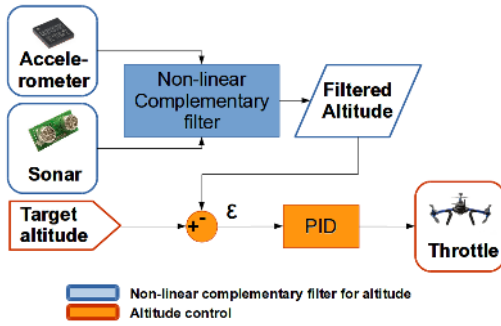 Accele-
rometer
Non-linear
Complementary
filter
Filtered
Altitude
Sonar
Target
altitude
+
-
ε
PID
Throttle
Non-linear complementary filter for altitude
Altitude control